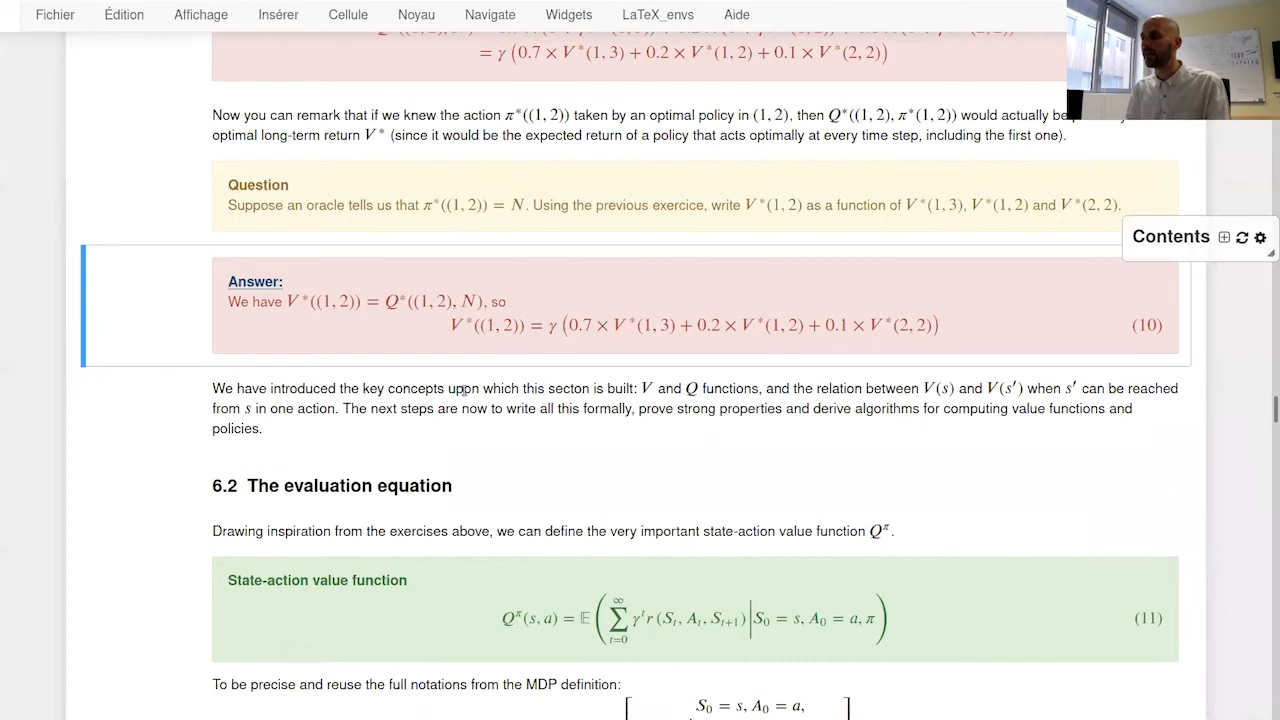 Fichier Édition Affichage Insérer Cellule Noyau Navigate Widgets LaTeX_envs Aide
= γ (0.7 × V*(1, 3) + 0.2 × V*(1, 2) + 0.1 × V*(2, 2))
Now you can remark that if we knew the action π*((1, 2)) taken by an optimal policy in (1, 2), then Q*((1, 2), π*(1, 2)) would actually be
optimal long-term return V* (since it would be the expected return of a policy that acts optimally at every time step, including the first one).
Question
Suppose an oracle tells us that π*((1, 2)) = N. Using the previous exercice, write V*(1, 2) as a function of V*(1, 3), V*(1, 2) and V*(2, 2).
Contents
Answer:
We have V*((1, 2)) = Q*((1, 2), N), so
V*((1, 2)) = γ (0.7 × V*(1, 3) + 0.2 × V*(1, 2) + 0.1 × V*(2, 2)) (10)
We have introduced the key concepts upon which this secton is built: V and Q functions, and the relation between V(s) and V(s′) when s′ can be reached
from s in one action. The next steps are now to write all this formally, prove strong properties and derive algorithms for computing value functions and
policies.
6.2 The evaluation equation
Drawing inspiration from the exercises above, we can define the very important state-action value function Qπ.
State-action value function
Qπ(s, a) = 𝔼 (∑t=0∞ γt r (St, At, St+1) | S0 = s, A0 = a, π) (11)
To be precise and reuse the full notations from the MDP definition:
S0 = s, A0 = a,